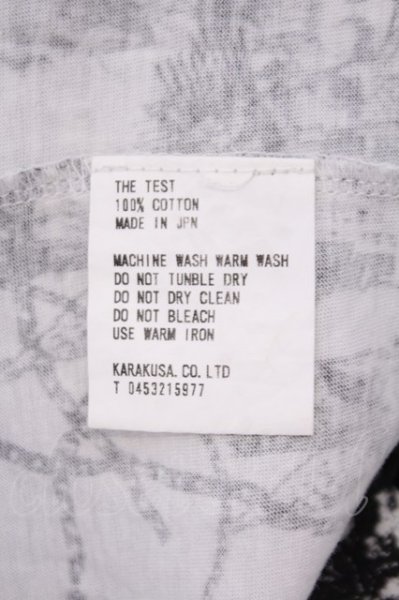 THE TEST
100% COTTON
MADE IN JPN
MACHINE WASH WARM WASH
DO NOT TUNBLE DRY
DO NOT DRY CLEAN
DO NOT BLEACH
USE WARM IRON
KARAKUSA. CO. LTD
T 0453215977